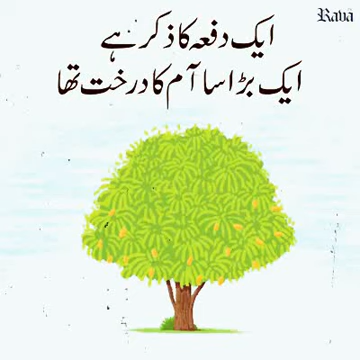 Rava
ایک دفعہ کا ذکر ہے
ایک بڑا سا آم کا درخت تھا